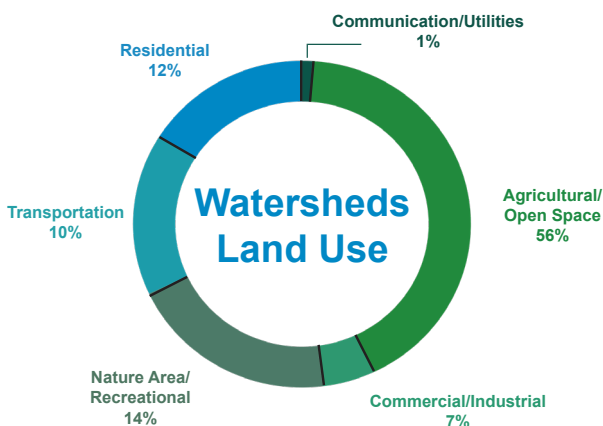 Communication/Utilities
1%
Residential
12%
Agricultural/
Open Space
56%
Transportation
10%
Watersheds
Land Use
Nature Area/
Recreational
14%
Commercial/Industrial
7%